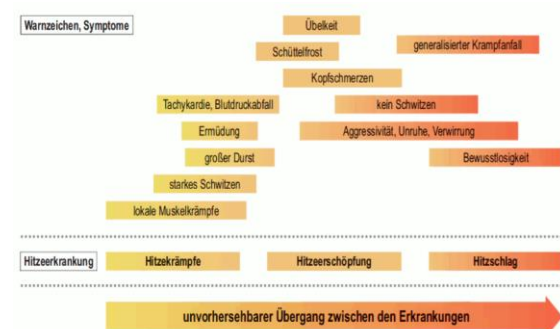 Warnzeichen, Symptome
Übelkeit
generalisierter Krampfanfall
Schüttelfrost
Kopfschmerzen
Tachykardie, Blutdruckabfall
kein Schwitzen
Ermüdung
Aggressivität, Unruhe, Verwirrung
großer Durst
Bewusstlosigkeit
starkes Schwitzen
lokale Muskelkrämpfe
Hitzeerkrankung
Hitzekrämpfe
Hitzeerschöpfung
Hitzschlag
unvorhersehbarer Übergang zwischen den Erkrankungen